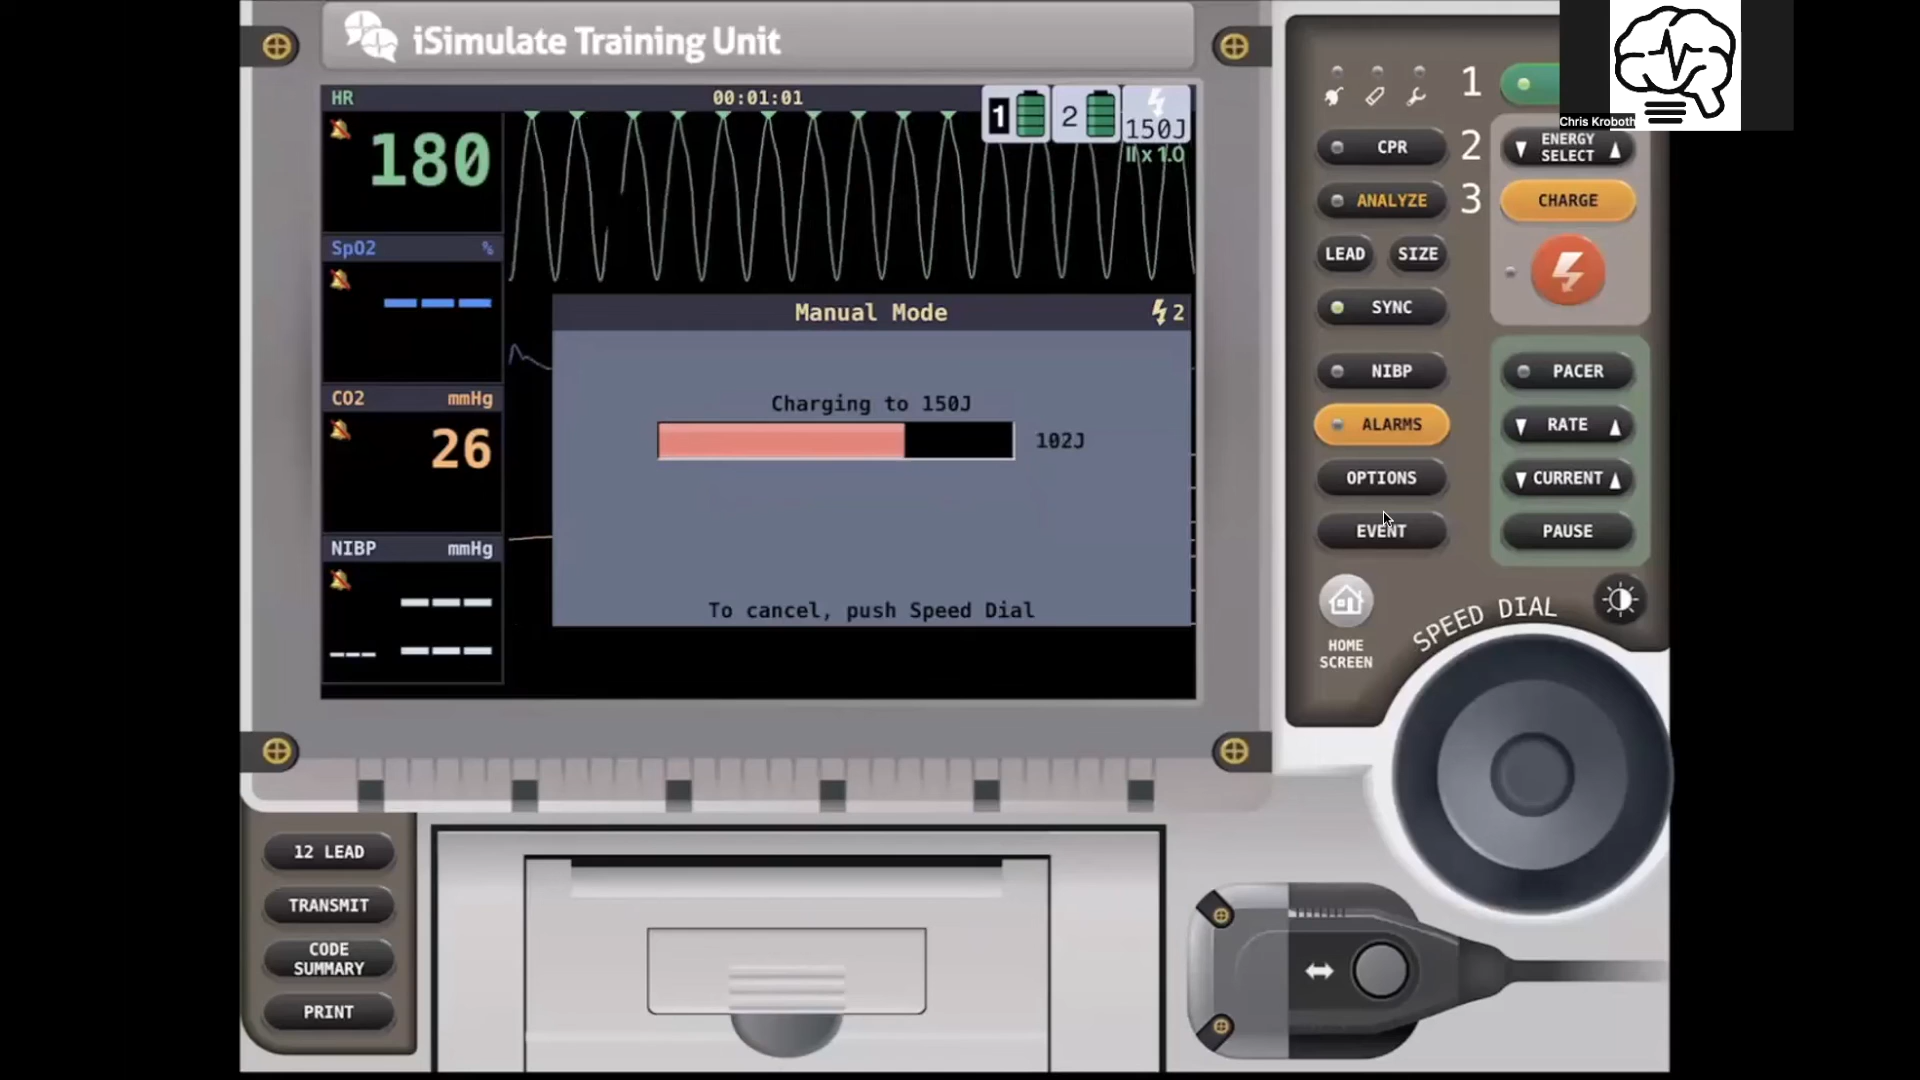 iSimulate Training Unit
HR
00:01:01
1
2
150J
II x 1.0
180
SpO2 %
--- 
CO2 mmHg
26
NIBP mmHg
---
--- ---
Manual Mode
2
Charging to 150J
102J
To cancel, push Speed Dial
Chris Kroboth
1
CPR
2
ENERGY
SELECT
ANALYZE
3
CHARGE
LEAD
SIZE
SYNC
NIBP
PACER
ALARMS
RATE
OPTIONS
CURRENT
EVENT
PAUSE
HOME
SCREEN
SPEED DIAL
12 LEAD
TRANSMIT
CODE
SUMMARY
PRINT